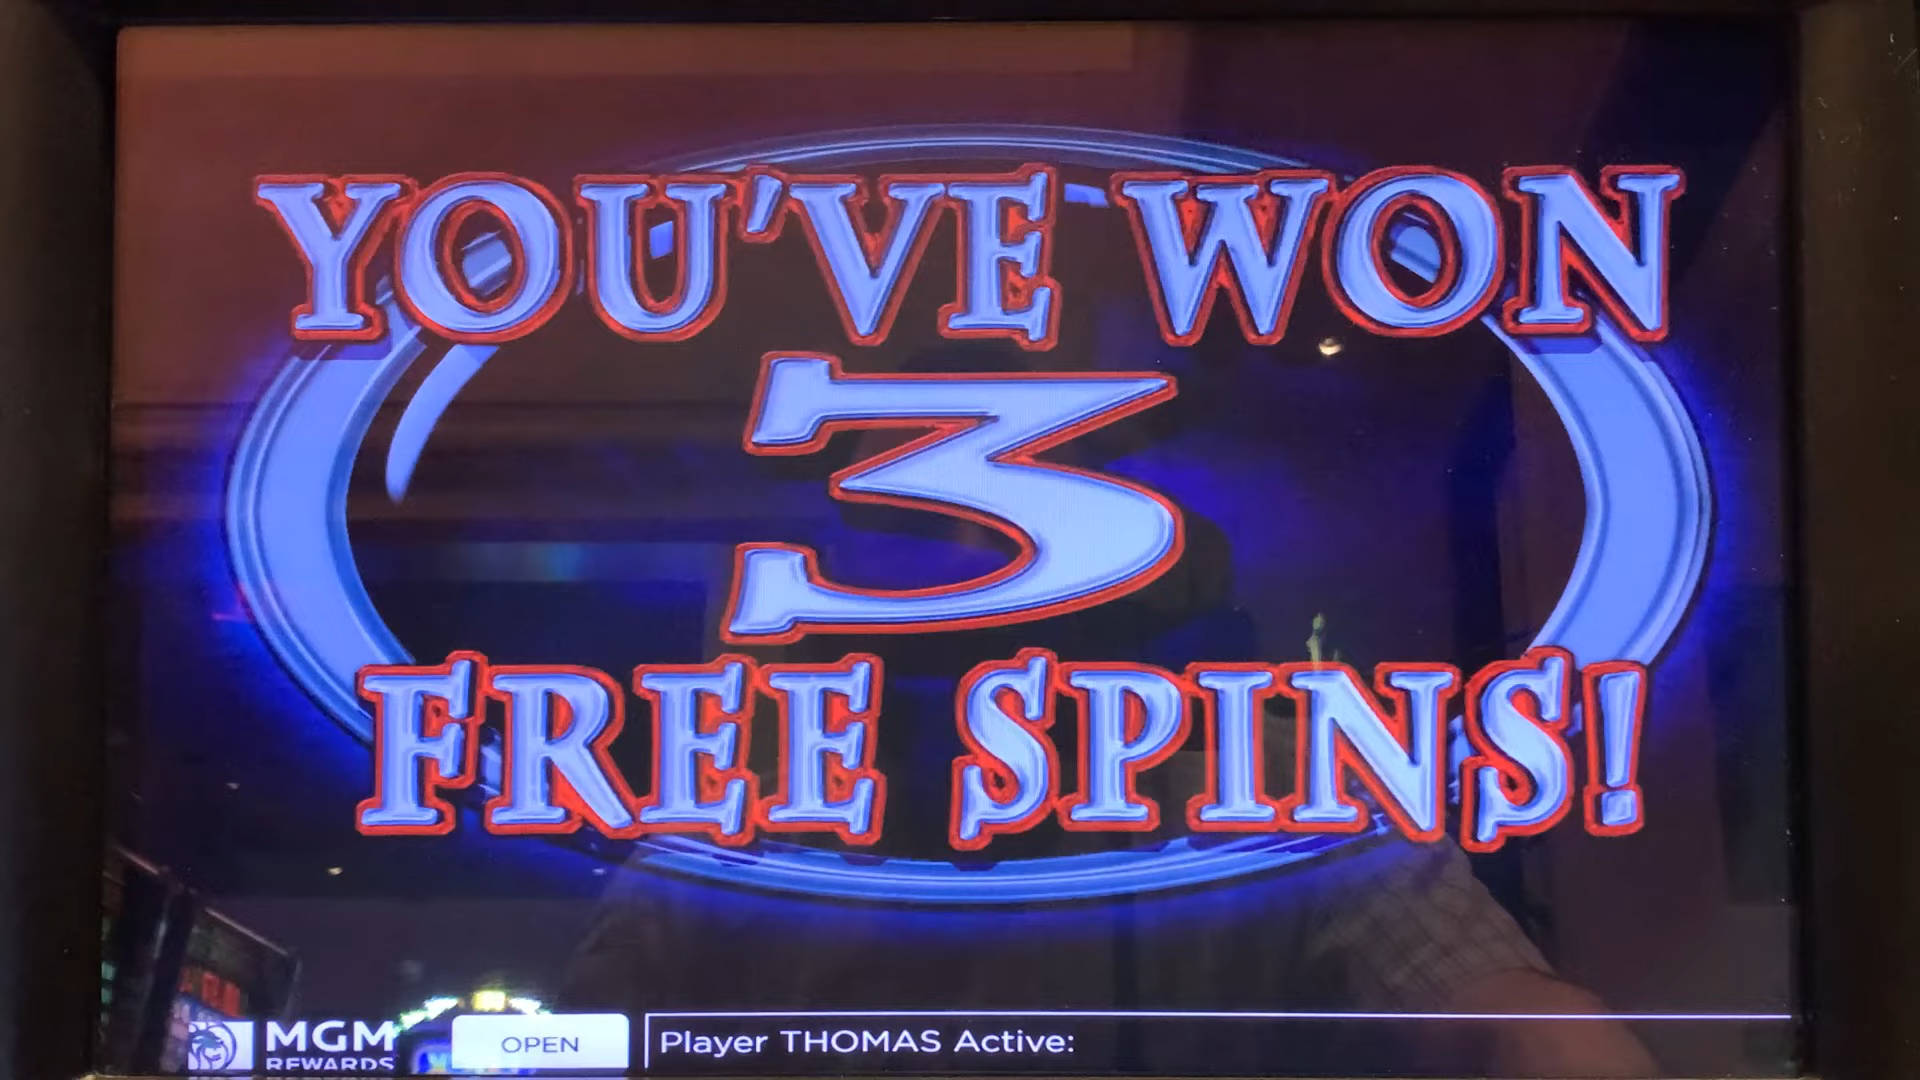 YOU'VE WON
3
FREE SPINS!
MGM
REWARDS
OPEN
Player THOMAS Active: